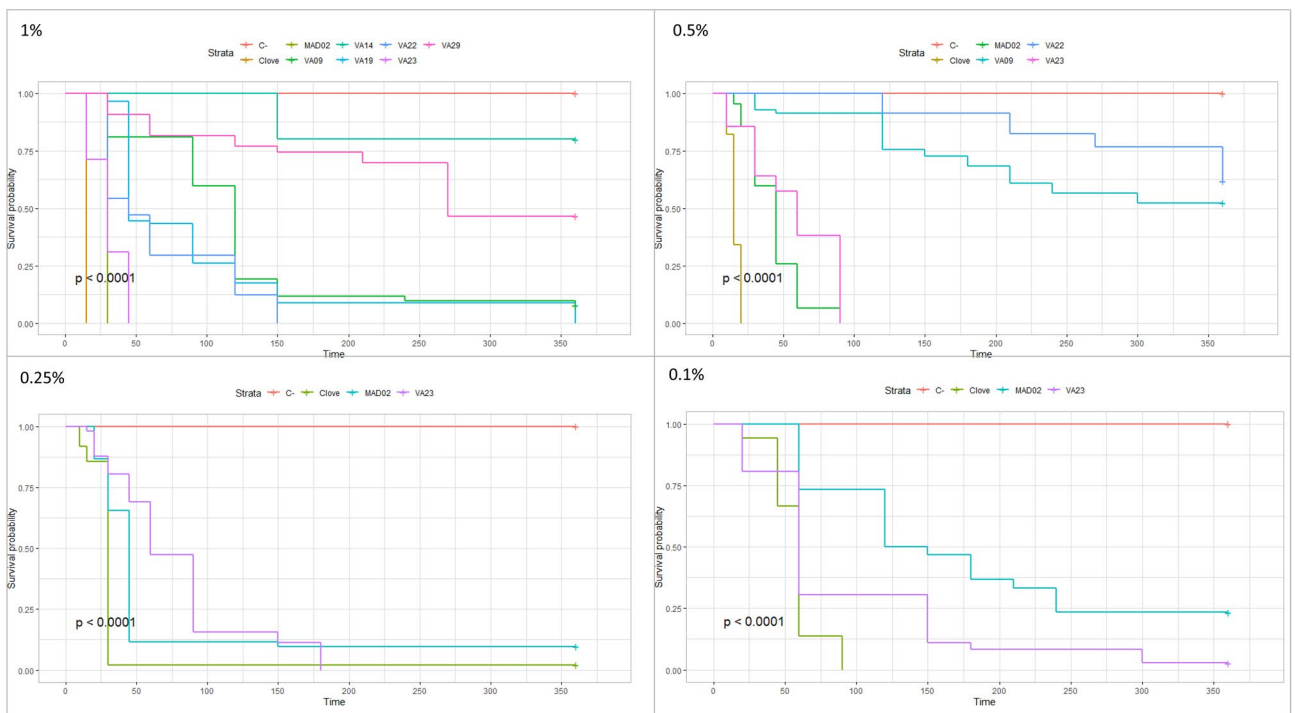 1%
Strata C- MAD02 VA14 VA22 VA29
Clove VA09 VA19 VA23
Survival probability
1.00
0.75
0.50
0.25
0.00
p < 0.0001
0 50 100 150 200 250 300 350
Time
0.5%
Strata C- MAD02 VA22
Clove VA09 VA23
Survival probability
1.00
0.75
0.50
0.25
0.00
p < 0.0001
0 50 100 150 200 250 300 350
Time
0.25%
Strata C- Clove MAD02 VA23
Survival probability
1.00
0.75
0.50
0.25
0.00
p < 0.0001
0 50 100 150 200 250 300 350
Time
0.1%
Strata C- Clove MAD02 VA23
Survival probability
1.00
0.75
0.50
0.25
0.00
p < 0.0001
0 50 100 150 200 250 300 350
Time